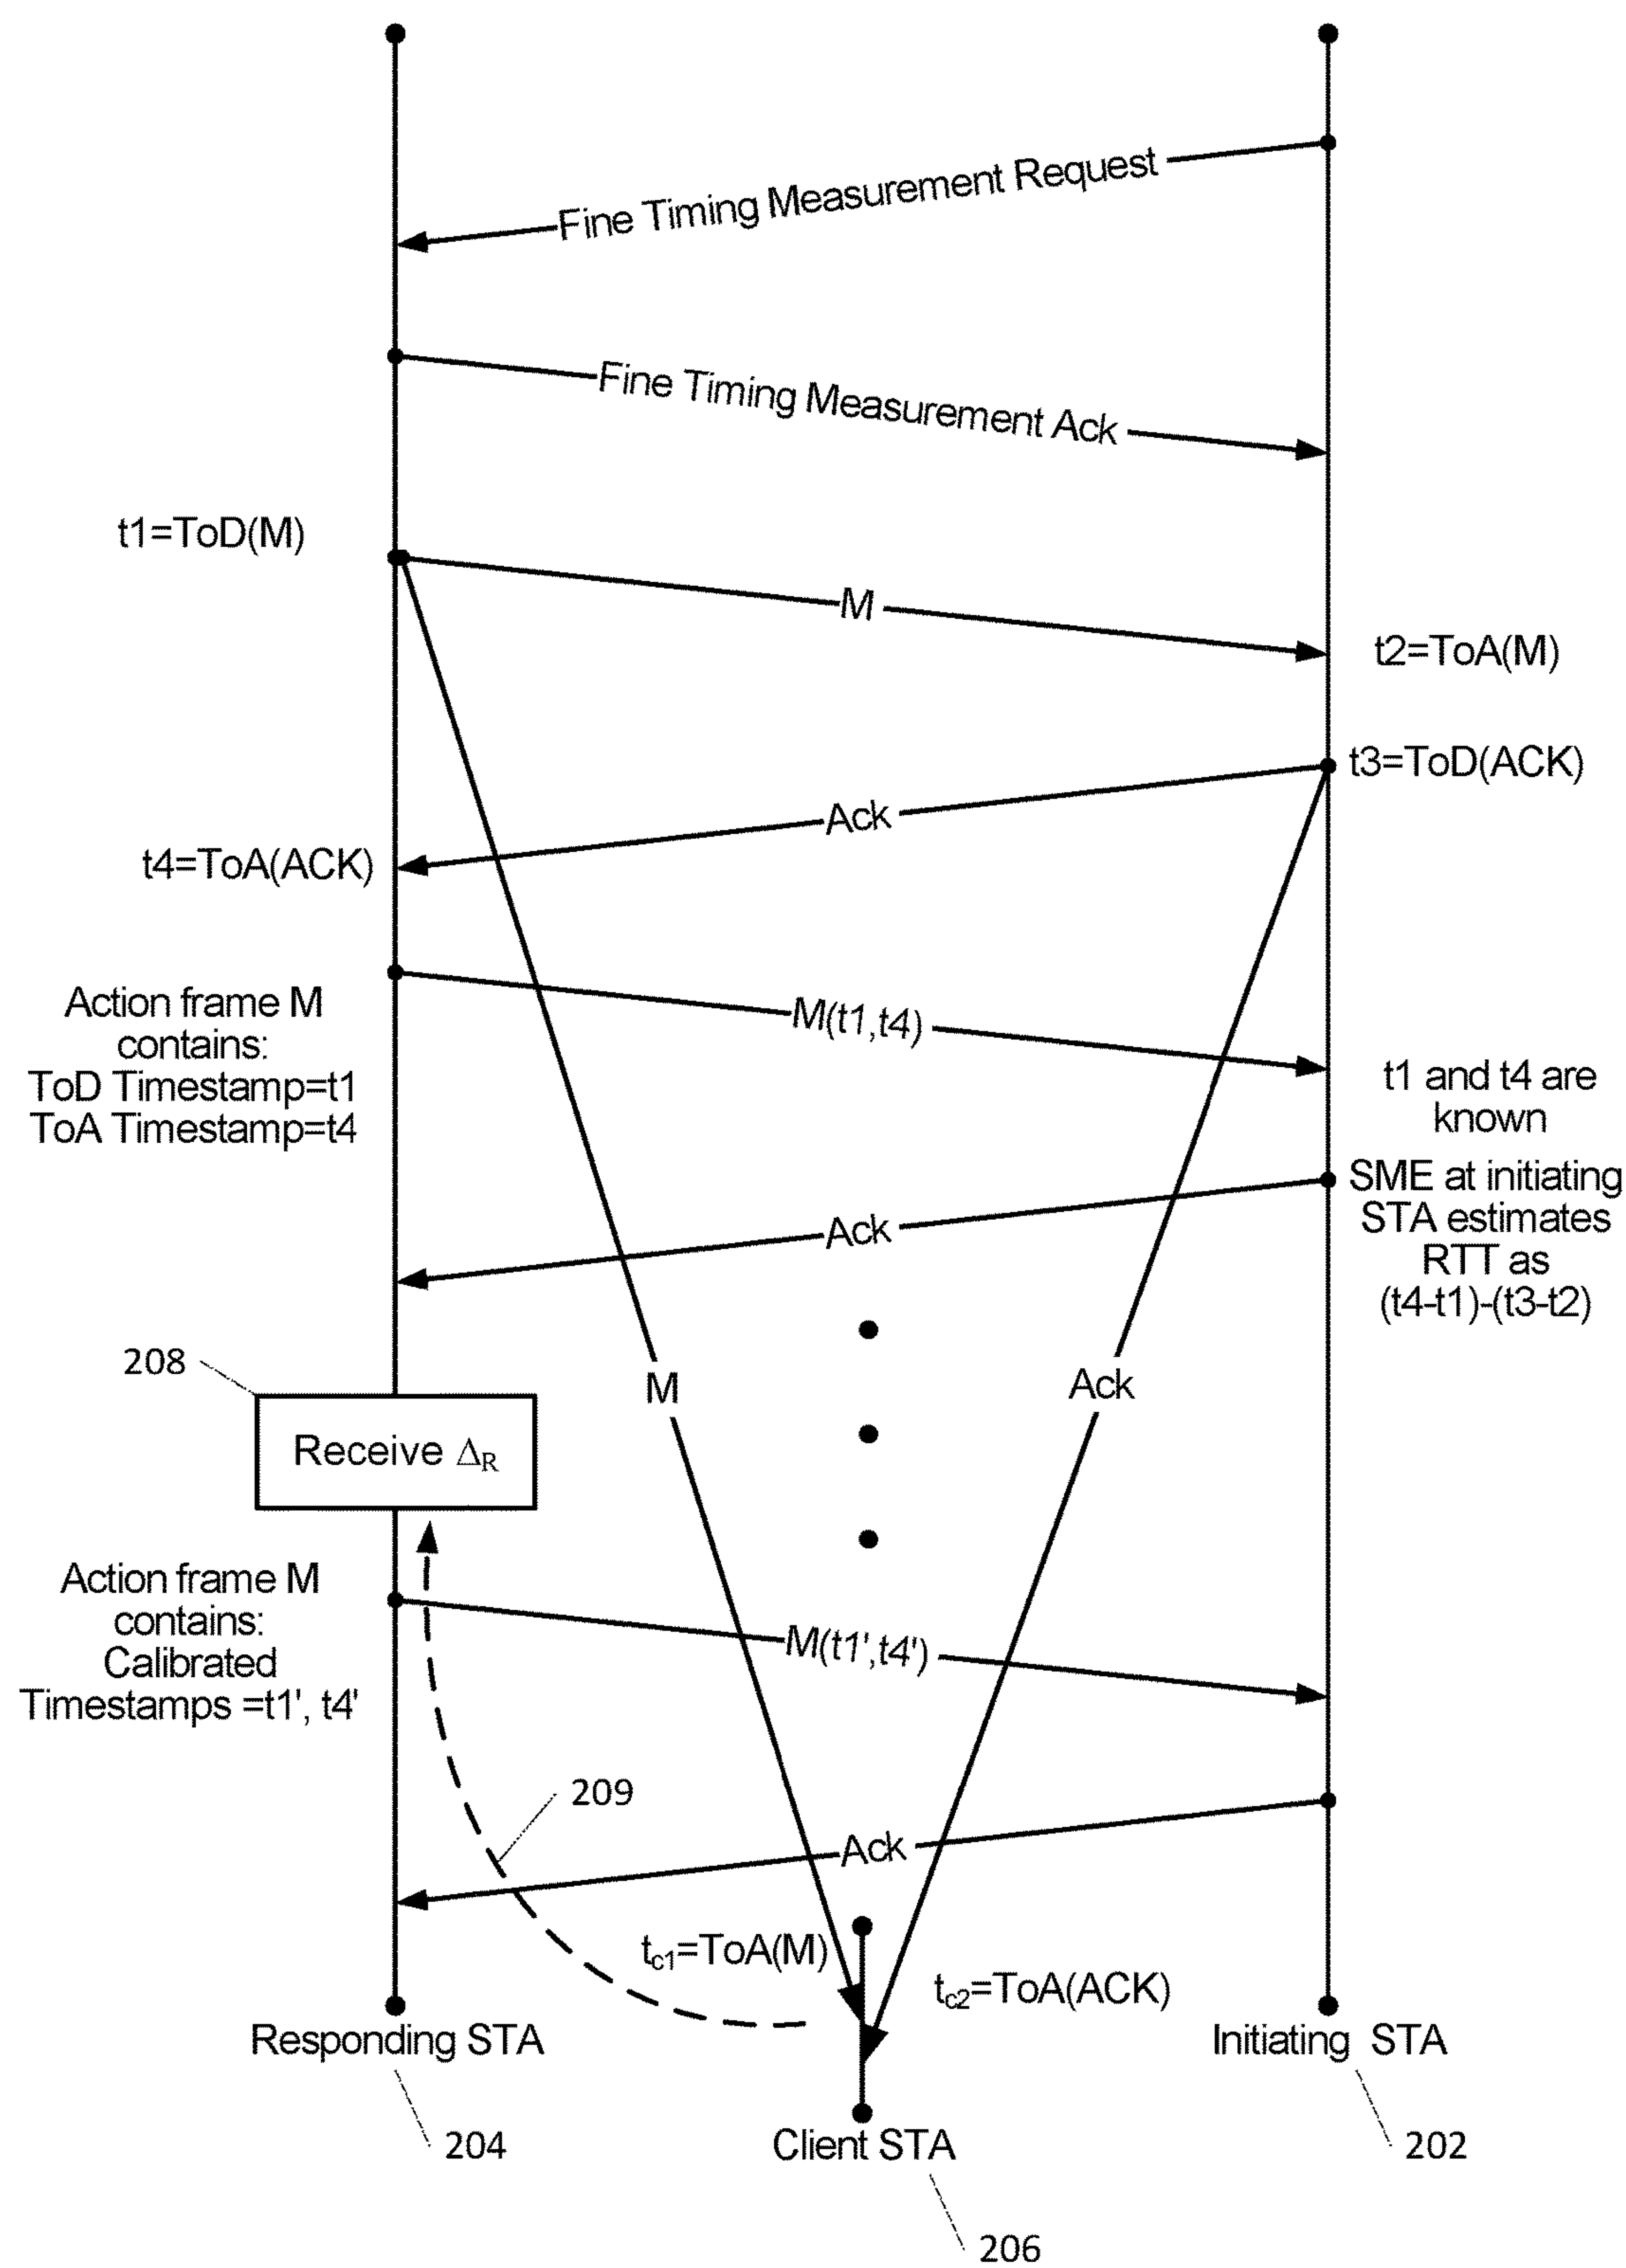 Fine Timing Measurement Request
Fine Timing Measurement Ack
t1=ToD(M)
M
t2=ToA(M)
t3=ToD(ACK)
Ack
t4=ToA(ACK)
Action frame M
contains:
ToD Timestamp=t1
ToA Timestamp=t4
M(t1,t4)
t1 and t4 are
known
SME at initiating
STA estimates
RTT as
(t4-t1)-(t3-t2)
Ack
208
M
Ack
Receive ΔR
Action frame M
contains:
Calibrated
Timestamps =t1', t4'
M(t1',t4')
209
Ack
tc1=ToA(M)
tc2=ToA(ACK)
Responding STA
Initiating STA
204
Client STA
202
206